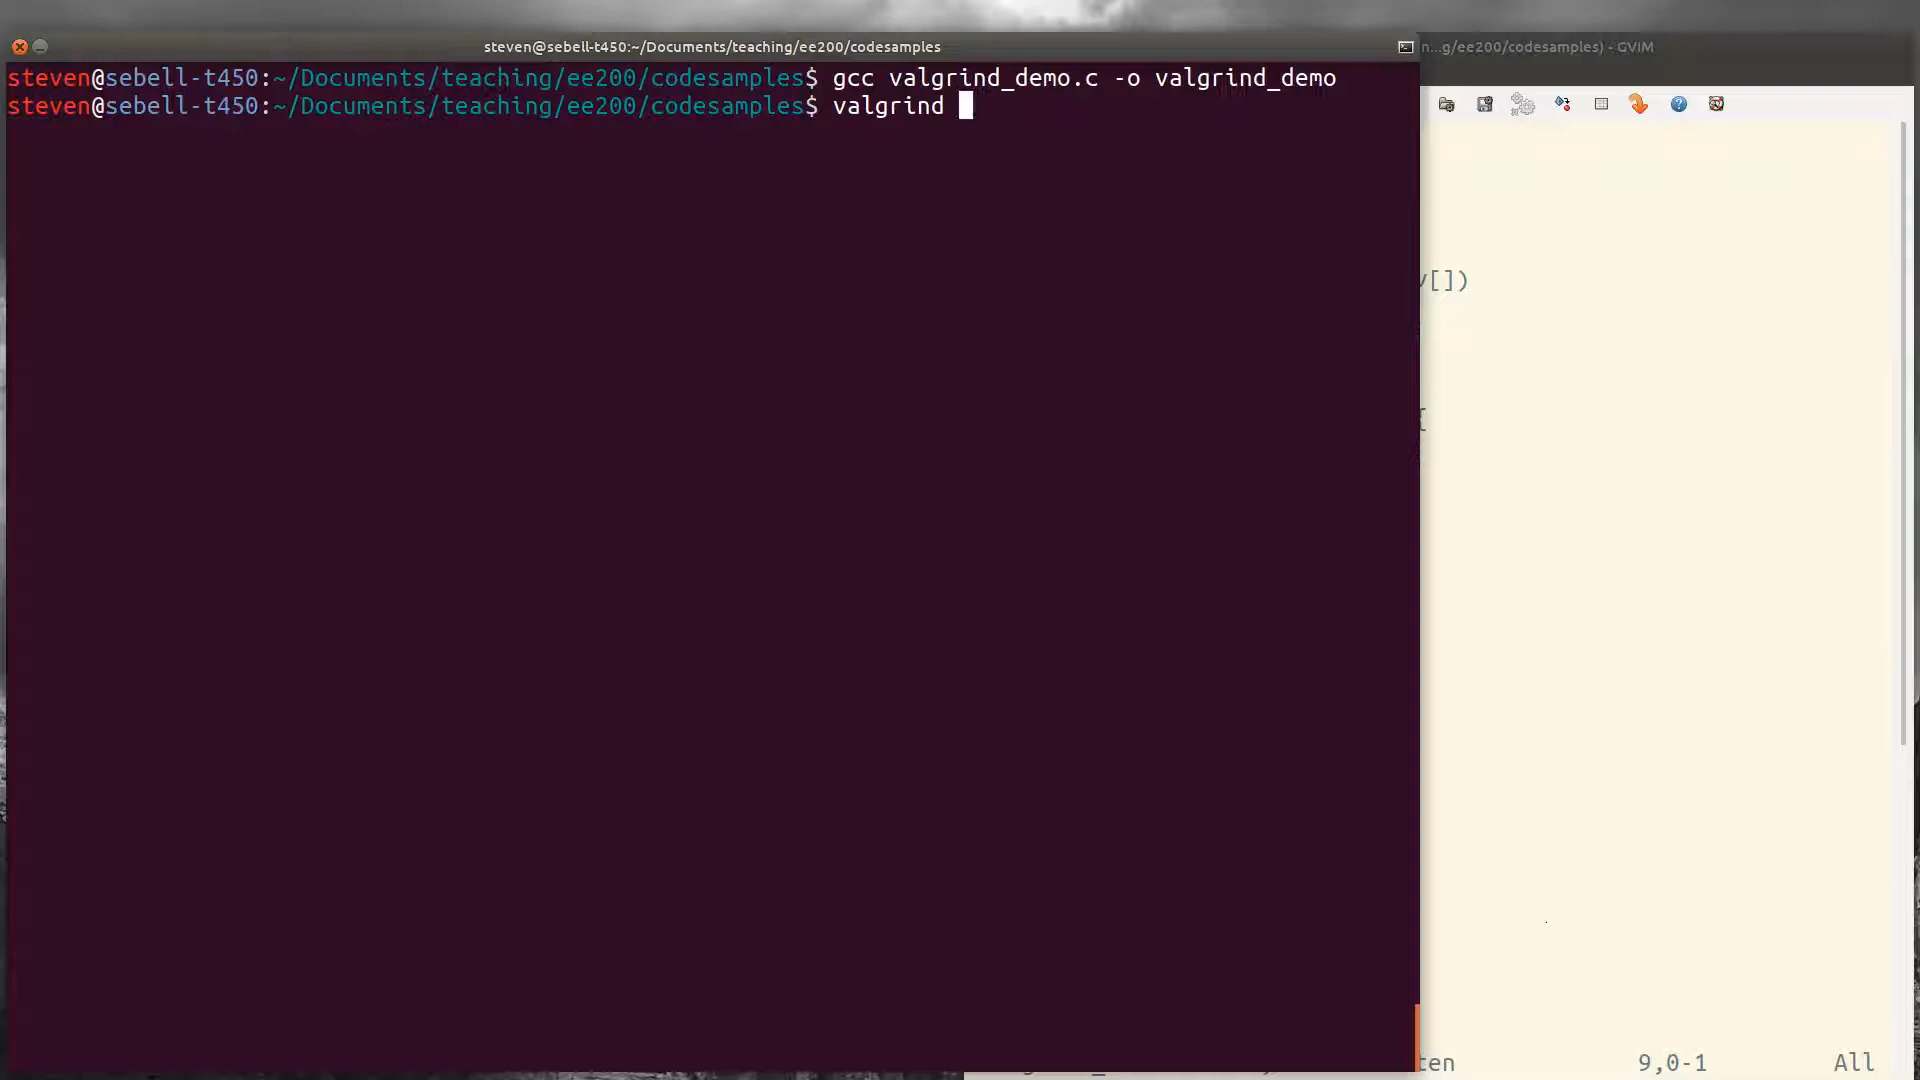 steven@sebell-t450:~/Documents/teaching/ee200/codesamples
n...g/ee200/codesamples) - GVIM
steven@sebell-t450:~/Documents/teaching/ee200/codesamples$ gcc valgrind_demo.c -o valgrind_demo
steven@sebell-t450:~/Documents/teaching/ee200/codesamples$ valgrind
v[])
{
ten 9,0-1 All